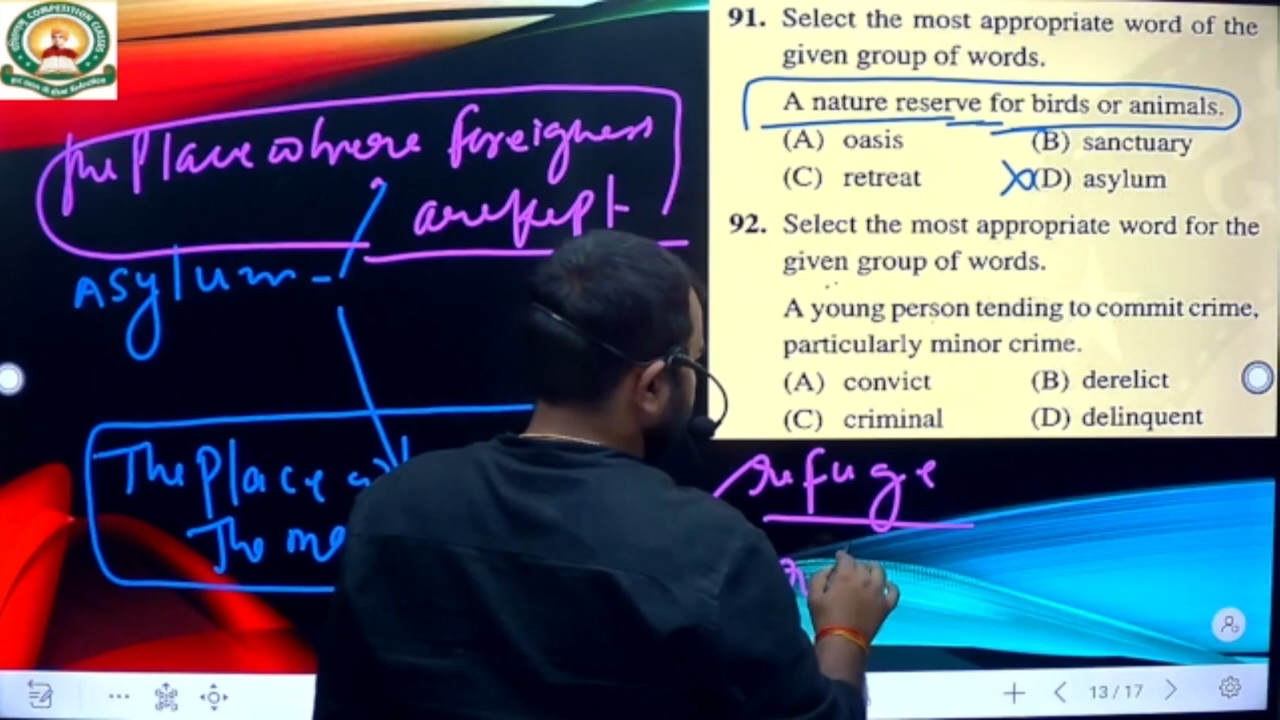 The Place where foreigners
are kept
Asylum -
The Place
The me
91. Select the most appropriate word of the
given group of words.
A nature reserve for birds or animals.
(A) oasis (B) sanctuary
(C) retreat (D) asylum
92. Select the most appropriate word for the
given group of words.
A young person tending to commit crime,
particularly minor crime.
(A) convict (B) derelict
(C) criminal (D) delinquent
refuge
13/17